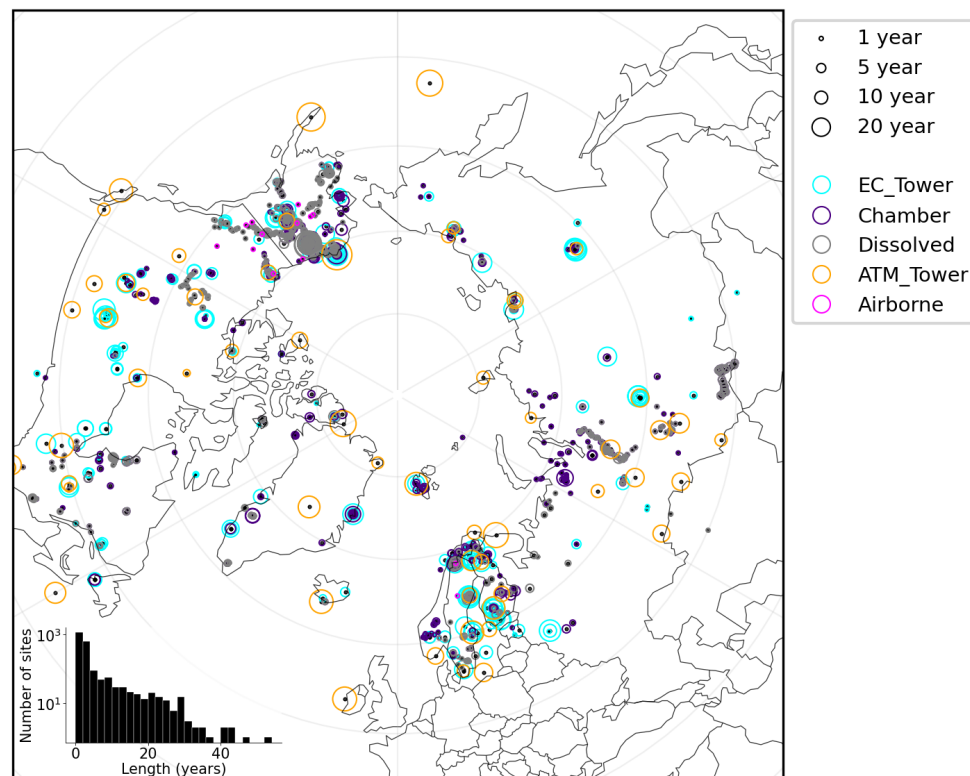 1 year
5 year
10 year
20 year
EC_Tower
Chamber
Dissolved
ATM_Tower
Airborne
Number of sites
10³
10¹
0 20 40
Length (years)